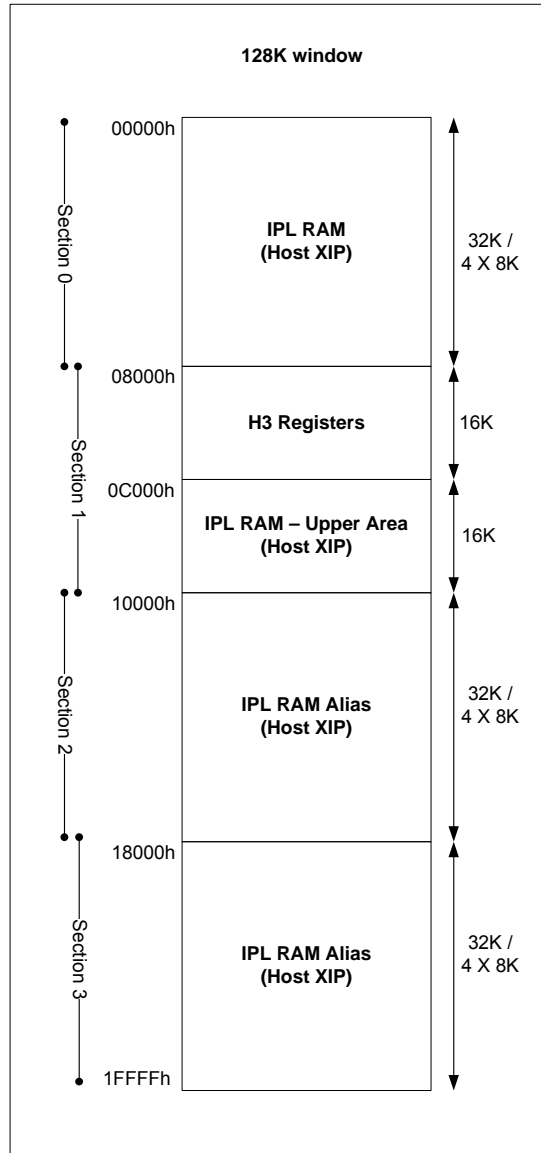 128K window
00000h
Section 0
IPL RAM
(Host XIP)
32K /
4 X 8K
08000h
Section 1
H3 Registers
16K
0C000h
IPL RAM – Upper Area
(Host XIP)
16K
10000h
Section 2
IPL RAM Alias
(Host XIP)
32K /
4 X 8K
18000h
Section 3
IPL RAM Alias
(Host XIP)
32K /
4 X 8K
1FFFFh